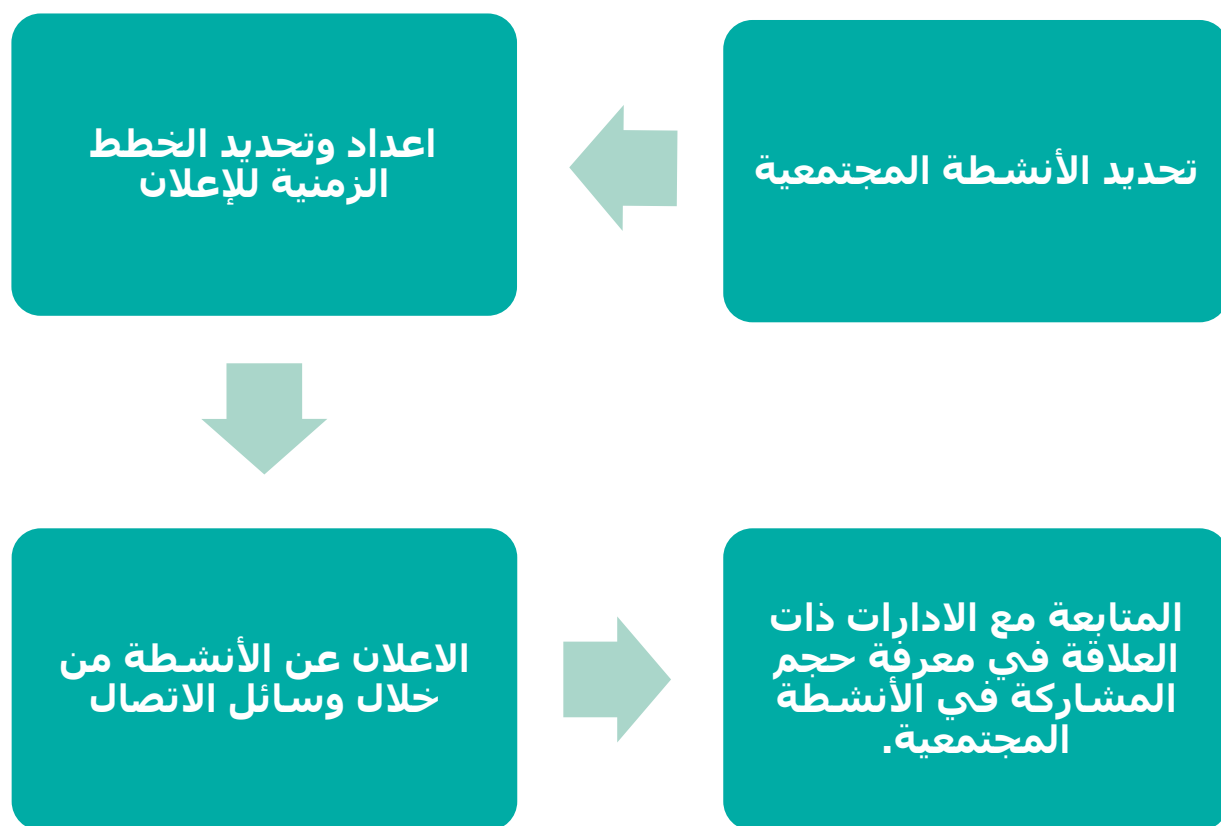 تحديد الأنشطة المجتمعية
اعداد وتحديد الخطط
الزمنية للإعلان
الاعلان عن الأنشطة من
خلال وسائل الاتصال
المتابعة مع الادارات ذات
العلاقة في معرفة حجم
المشاركة في الأنشطة
المجتمعية.